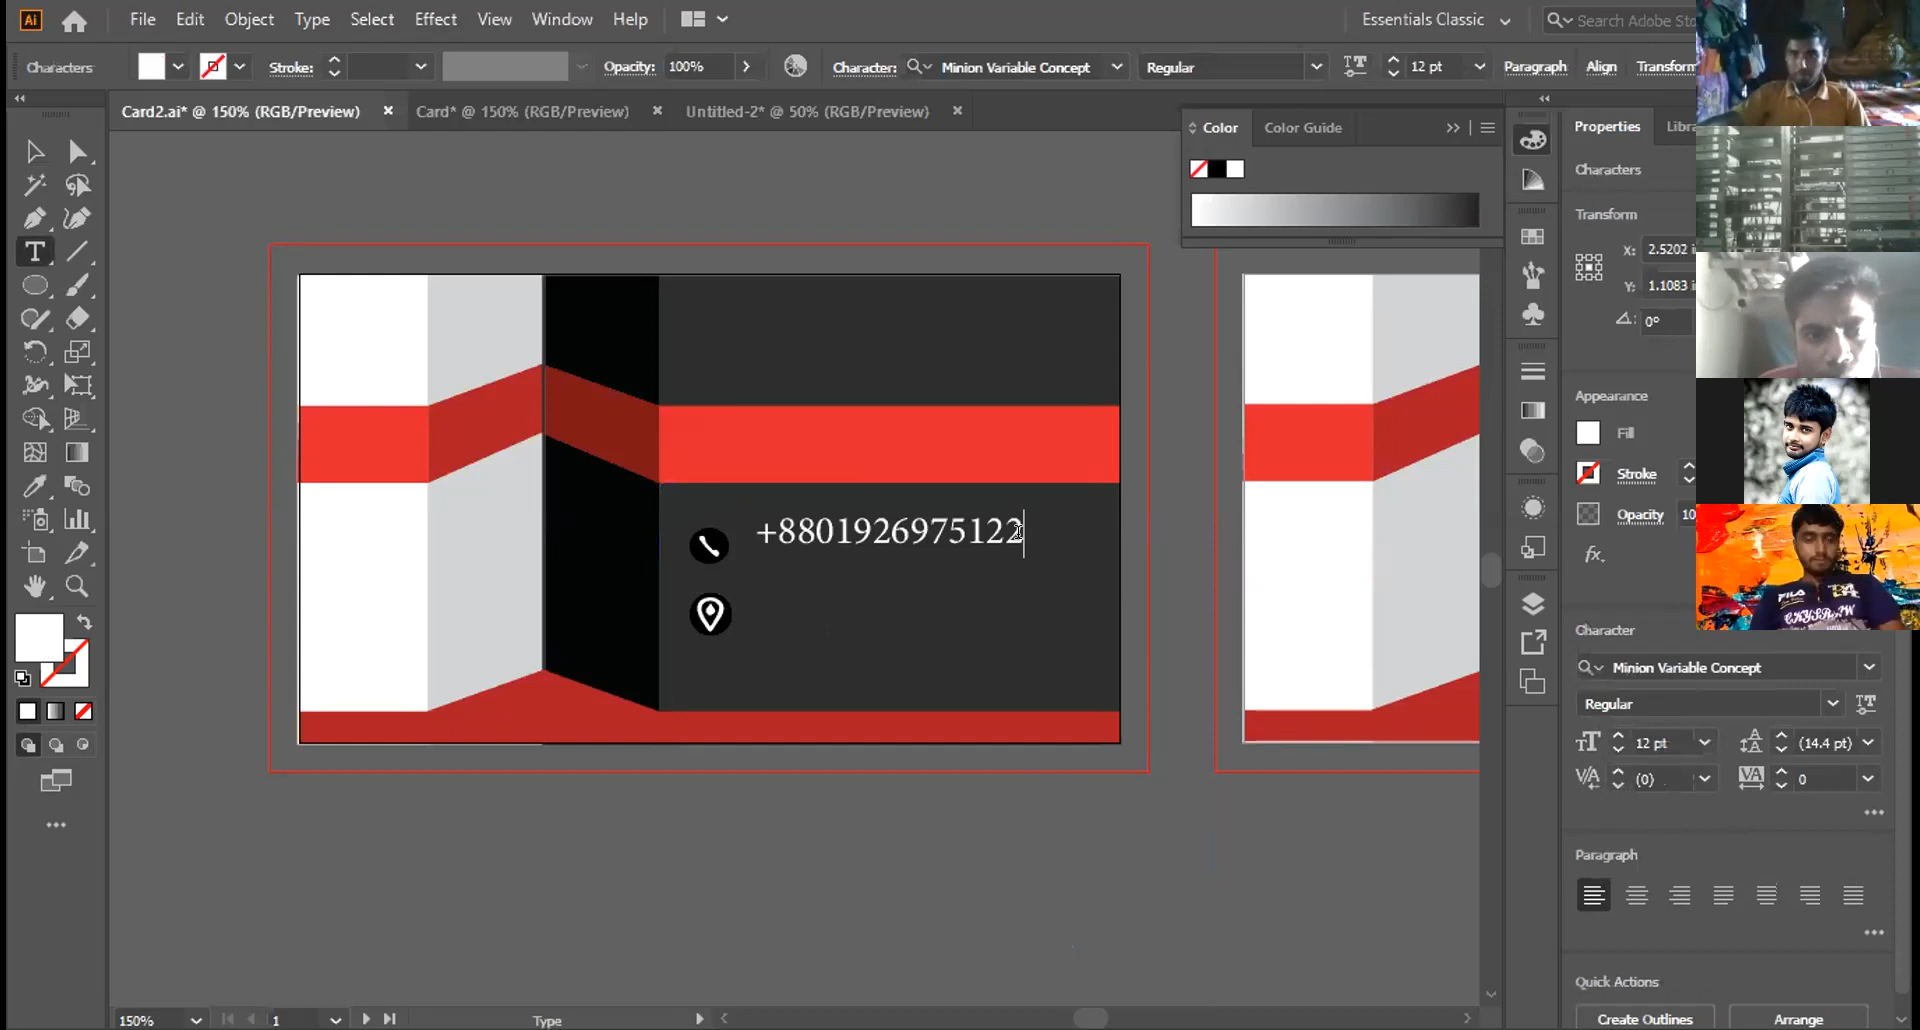 Ai File Edit Object Type Select Effect View Window Help Essentials Classic Search Adobe Sto
Characters Stroke: Opacity: 100% Character: Minion Variable Concept Regular 12 pt Paragraph Align Transform
Card2.ai* @ 150% (RGB/Preview) Card* @ 150% (RGB/Preview) Untitled-2* @ 50% (RGB/Preview)
Color Color Guide
Properties Libr
Characters
Transform
X: 2.5202 i
Y: 1.1083 i
0°
Appearance
Fill
Stroke
Opacity 10
fx.
+8801926975122
FILA
Character
Minion Variable Concept
Regular
12 pt (14.4 pt)
(0) 0
Paragraph
Quick Actions
Create Outlines Arrange
150% 1 Type